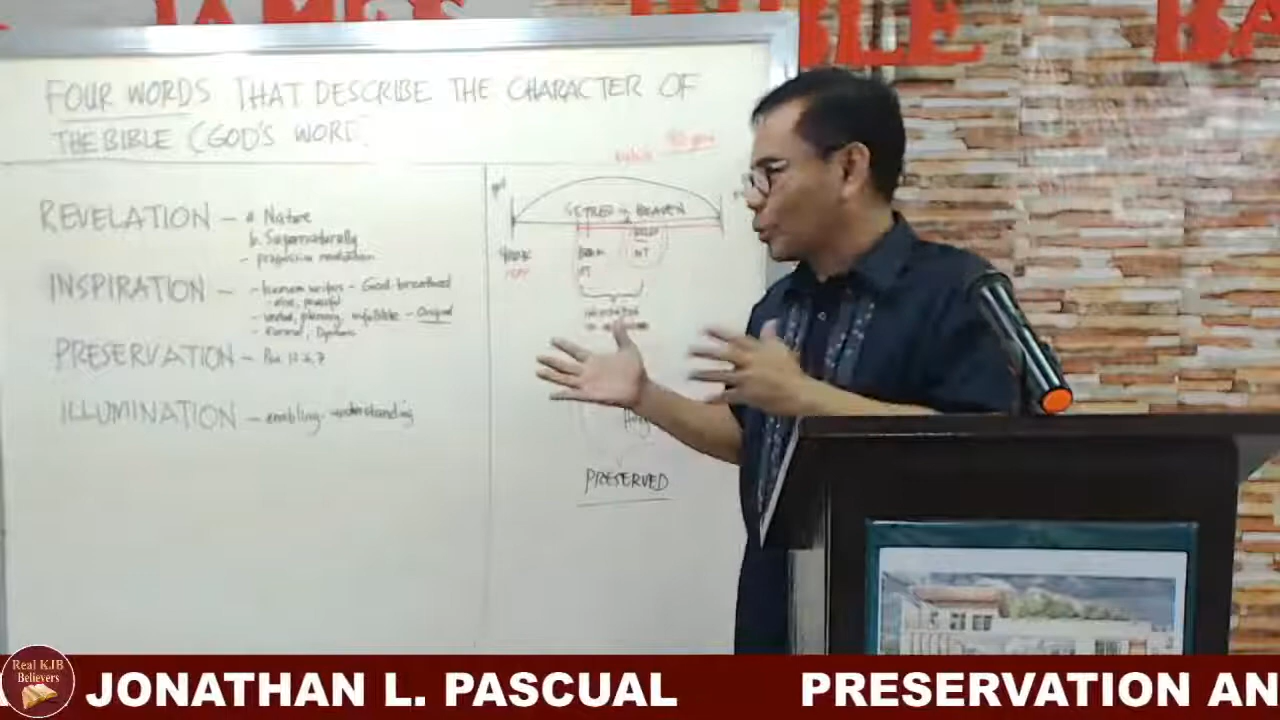 JAMES BIBLE BA
FOUR WORDS THAT DESCRIBE THE CHARACTER OF
THE BIBLE (GOD'S WORD
REVELATION – a. Nature
b. Supernaturally
- progressive revelation
INSPIRATION – - human writers - God-breathed
- verbal, infallible - Original
- Formal, Dynamic
PRESERVATION – Psa. 12:6,7
ILLUMINATION – enabling understanding
SETTLED in HEAVEN
NT
PRESERVED
Real KJB
Believers
JONATHAN L. PASCUAL PRESERVATION AN